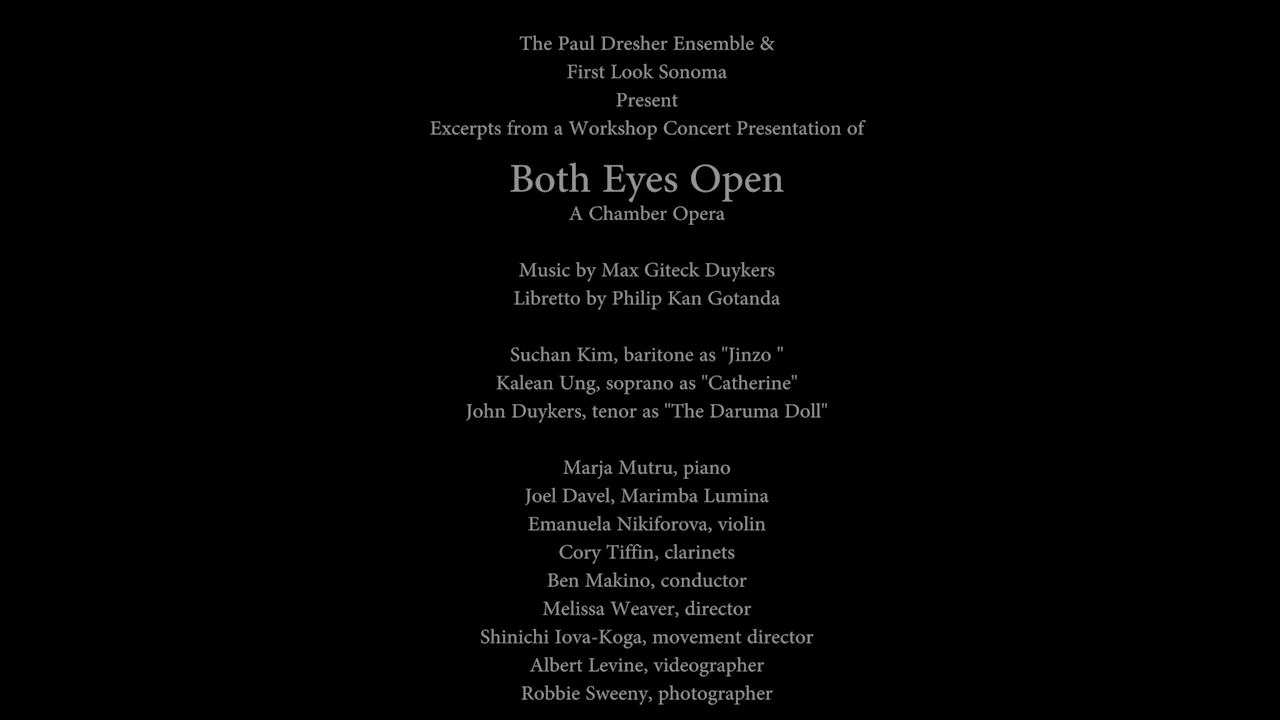 The Paul Dresher Ensemble &
First Look Sonoma
Present
Excerpts from a Workshop Concert Presentation of
Both Eyes Open
A Chamber Opera
Music by Max Giteck Duykers
Libretto by Philip Kan Gotanda
Suchan Kim, baritone as "Jinzo "
Kalean Ung, soprano as "Catherine"
John Duykers, tenor as "The Daruma Doll"
Marja Mutru, piano
Joel Davel, Marimba Lumina
Emanuela Nikiforova, violin
Cory Tiffin, clarinets
Ben Makino, conductor
Melissa Weaver, director
Shinichi Iova-Koga, movement director
Albert Levine, videographer
Robbie Sweeny, photographer